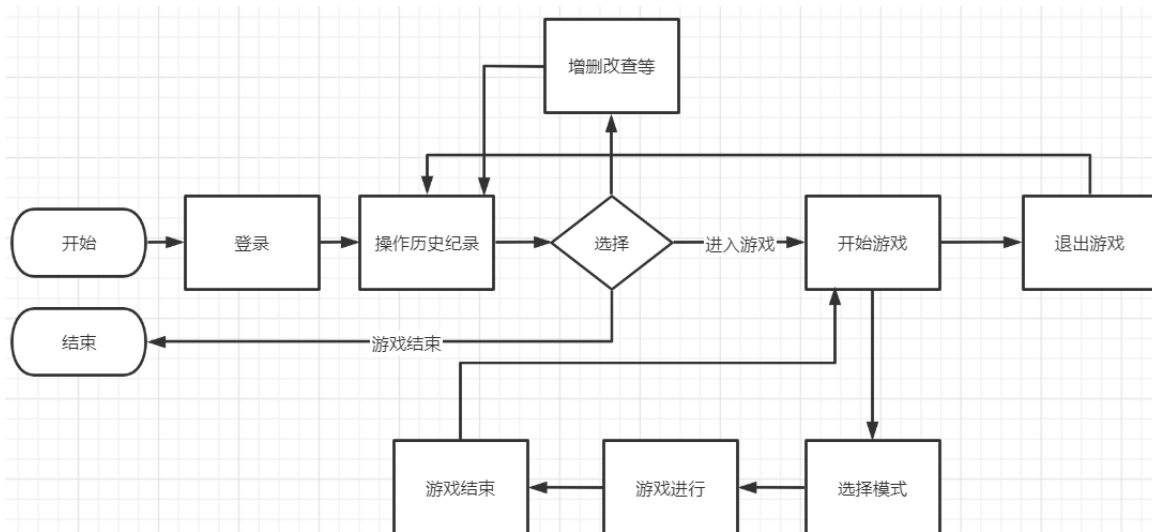 增删改查等
开始
登录
操作历史纪录
选择
进入游戏
开始游戏
退出游戏
结束
游戏结束
游戏结束
游戏进行
选择模式